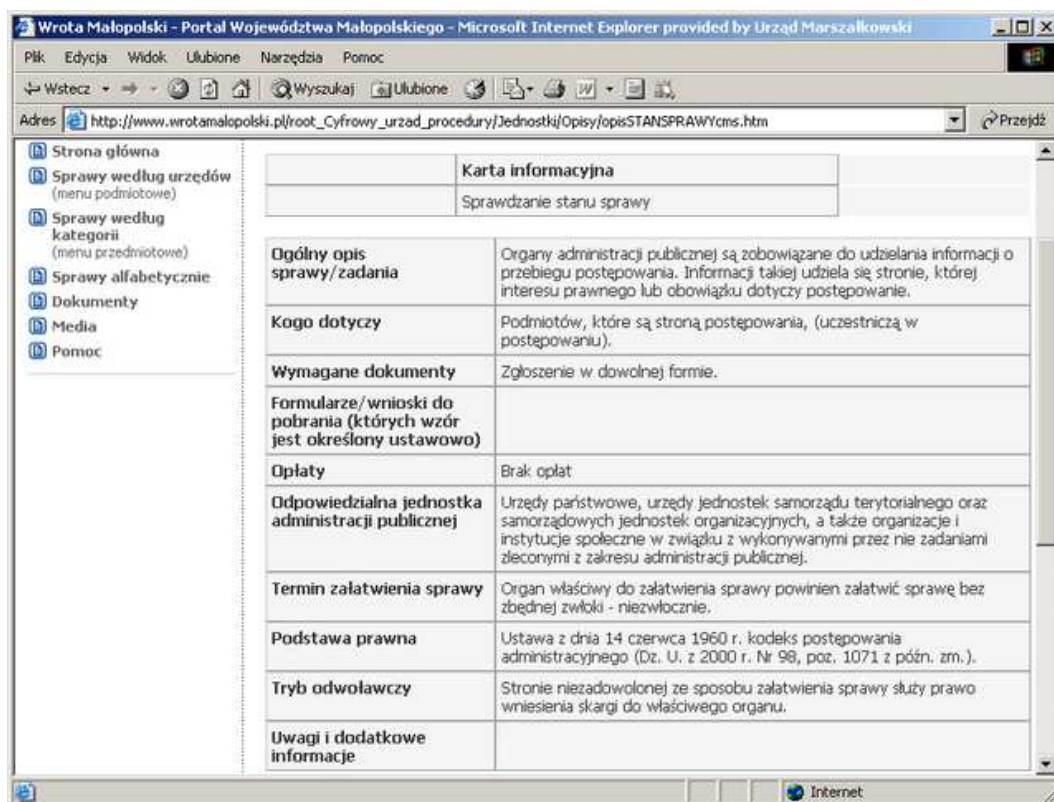 Wrota Małopolski - Portal Województwa Małopolskiego - Microsoft Internet Explorer provided by Urząd Marszałkowski
Plik Edycja Widok Ulubione Narzędzia Pomoc
Wstecz Wyszukaj Ulubione
Adres http://www.wrotamalopolski.pl/root_Cyfrowy_urzad_procedury/Jednostki/Opisy/opisSTANSPRAWYcms.htm Przejdź
Strona główna
Sprawy według urzędów
(menu podmiotowe)
Sprawy według
kategorii
(menu przedmiotowe)
Sprawy alfabetycznie
Dokumenty
Media
Pomoc
Karta informacyjna
Sprawdzanie stanu sprawy
Ogólny opis
sprawy/zadania
Organy administracji publicznej są zobowiązane do udzielania informacji o
przebiegu postępowania. Informacji takiej udziela się stronie, której
interesu prawnego lub obowiązku dotyczy postępowanie.
Kogo dotyczy
Podmiotów, które są stroną postępowania, (uczestniczą w
postępowaniu).
Wymagane dokumenty
Zgłoszenie w dowolnej formie.
Formularze/wnioski do
pobrania (których wzór
jest określony ustawowo)
Opłaty
Brak opłat
Odpowiedzialna jednostka
administracji publicznej
Urzędy państwowe, urzędy jednostek samorządu terytorialnego oraz
samorządowych jednostek organizacyjnych, a także organizacje i
instytucje społeczne w związku z wykonywanymi przez nie zadaniami
zleconymi z zakresu administracji publicznej.
Termin załatwienia sprawy
Organ właściwy do załatwienia sprawy powinien załatwić sprawę bez
zbędnej zwłoki - niezwłocznie.
Podstawa prawna
Ustawa z dnia 14 czerwca 1960 r. kodeks postępowania
administracyjnego (Dz. U. z 2000 r. Nr 98, poz. 1071 z późn. zm.).
Tryb odwoławczy
Stronie niezadowolonej ze sposobu załatwienia sprawy służy prawo
wniesienia skargi do właściwego organu.
Uwagi i dodatkowe
informacje
Internet